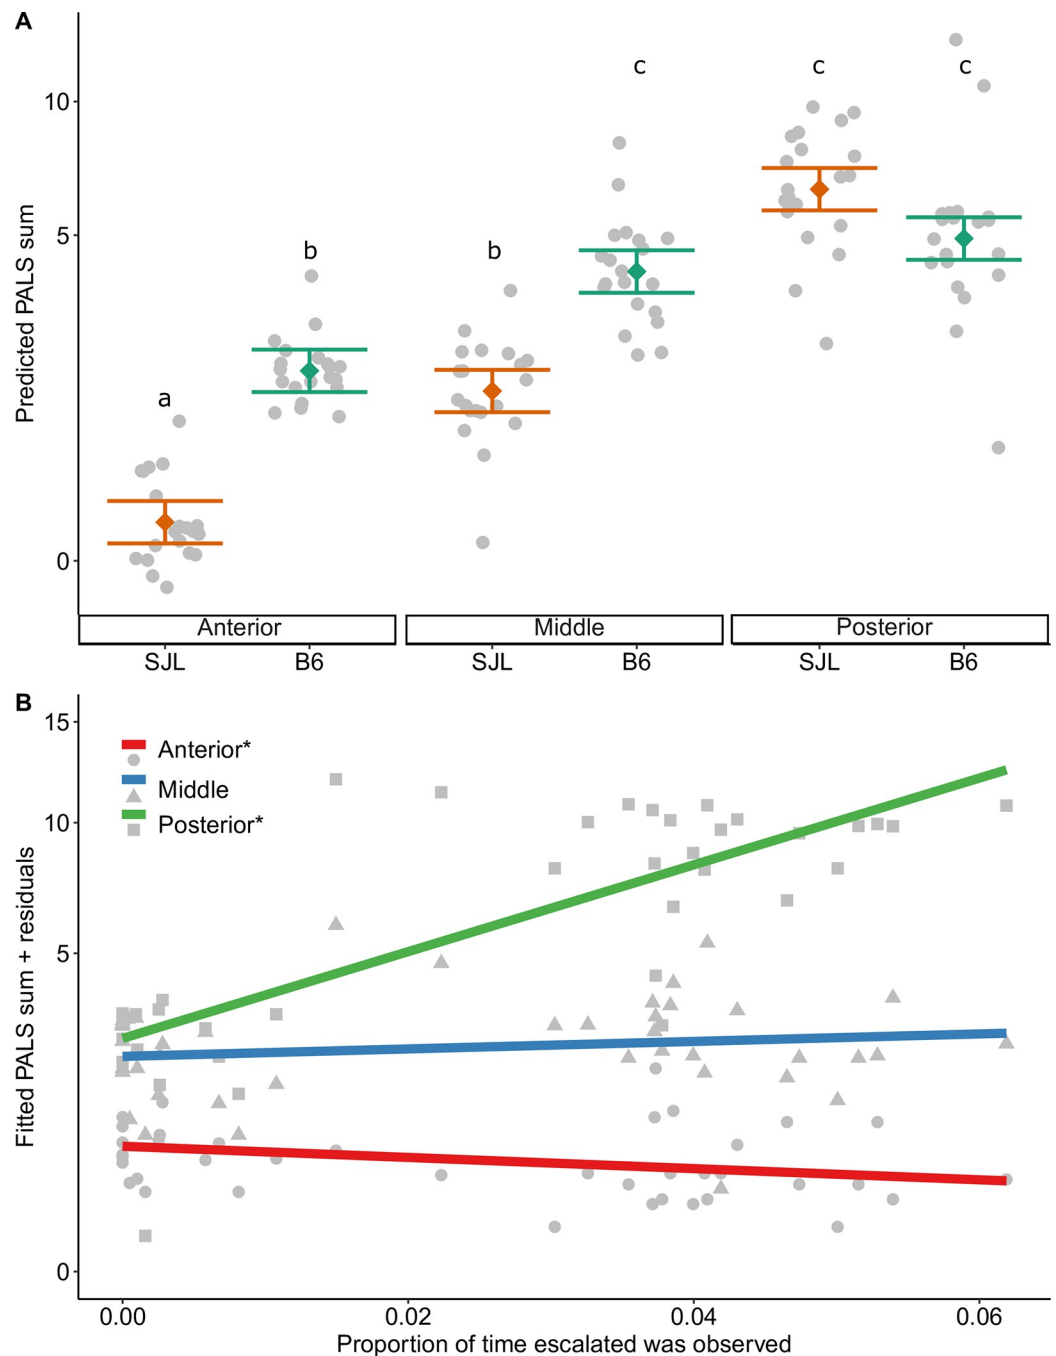 A
Predicted PALS sum
10
5
0
a
b
b
c
c
c
Anterior
Middle
Posterior
SJL
B6
SJL
B6
SJL
B6
B
Fitted PALS sum + residuals
15
10
5
0
Anterior*
Middle
Posterior*
0.00
0.02
0.04
0.06
Proportion of time escalated was observed